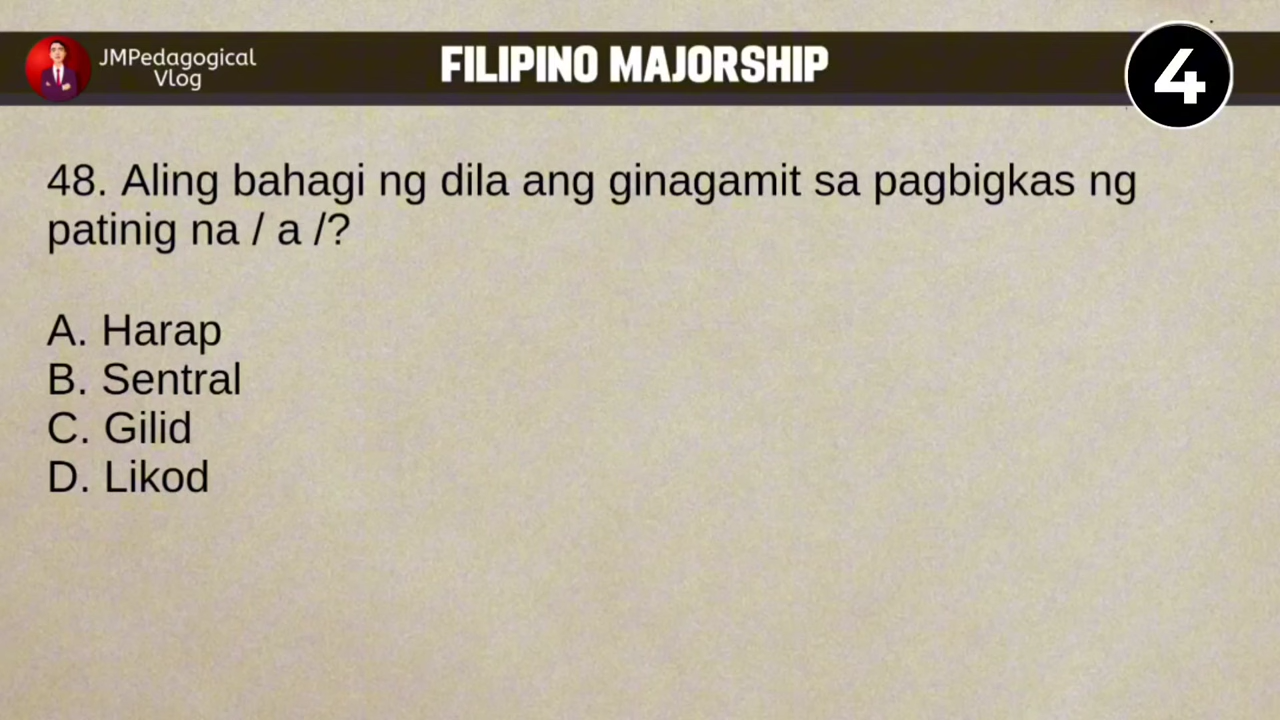 JMPedagogical
Vlog
FILIPINO MAJORSHIP
4
48. Aling bahagi ng dila ang ginagamit sa pagbigkas ng
patinig na / a /?
A. Harap
B. Sentral
C. Gilid
D. Likod